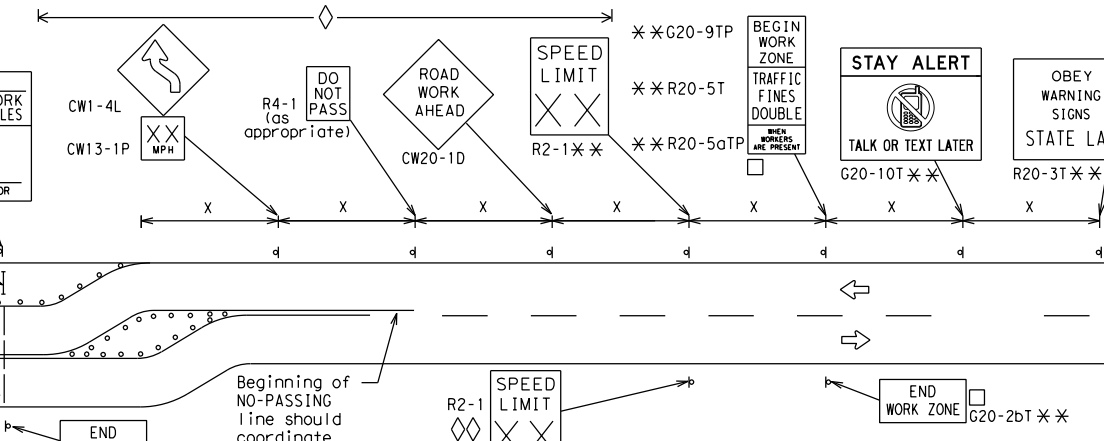 ORK
LES
OR
CW1-4L
CW13-1P
XX
MPH
R4-1
(as
appropriate)
DO
NOT
PASS
ROAD
WORK
AHEAD
CW20-1D
SPEED
LIMIT
X X
R2-1**
**G20-9TP
**R20-5T
**R20-5aTP
BEGIN
WORK
ZONE
TRAFFIC
FINES
DOUBLE
WHEN
WORKERS
ARE PRESENT
STAY ALERT
TALK OR TEXT LATER
G20-10T**
OBEY
WARNING
SIGNS
STATE LA
R20-3T**
X X X X X X X
Beginning of
NO-PASSING
line should
coordinate
R2-1
SPEED
LIMIT
X X
END
WORK ZONE
G20-2bT**
END